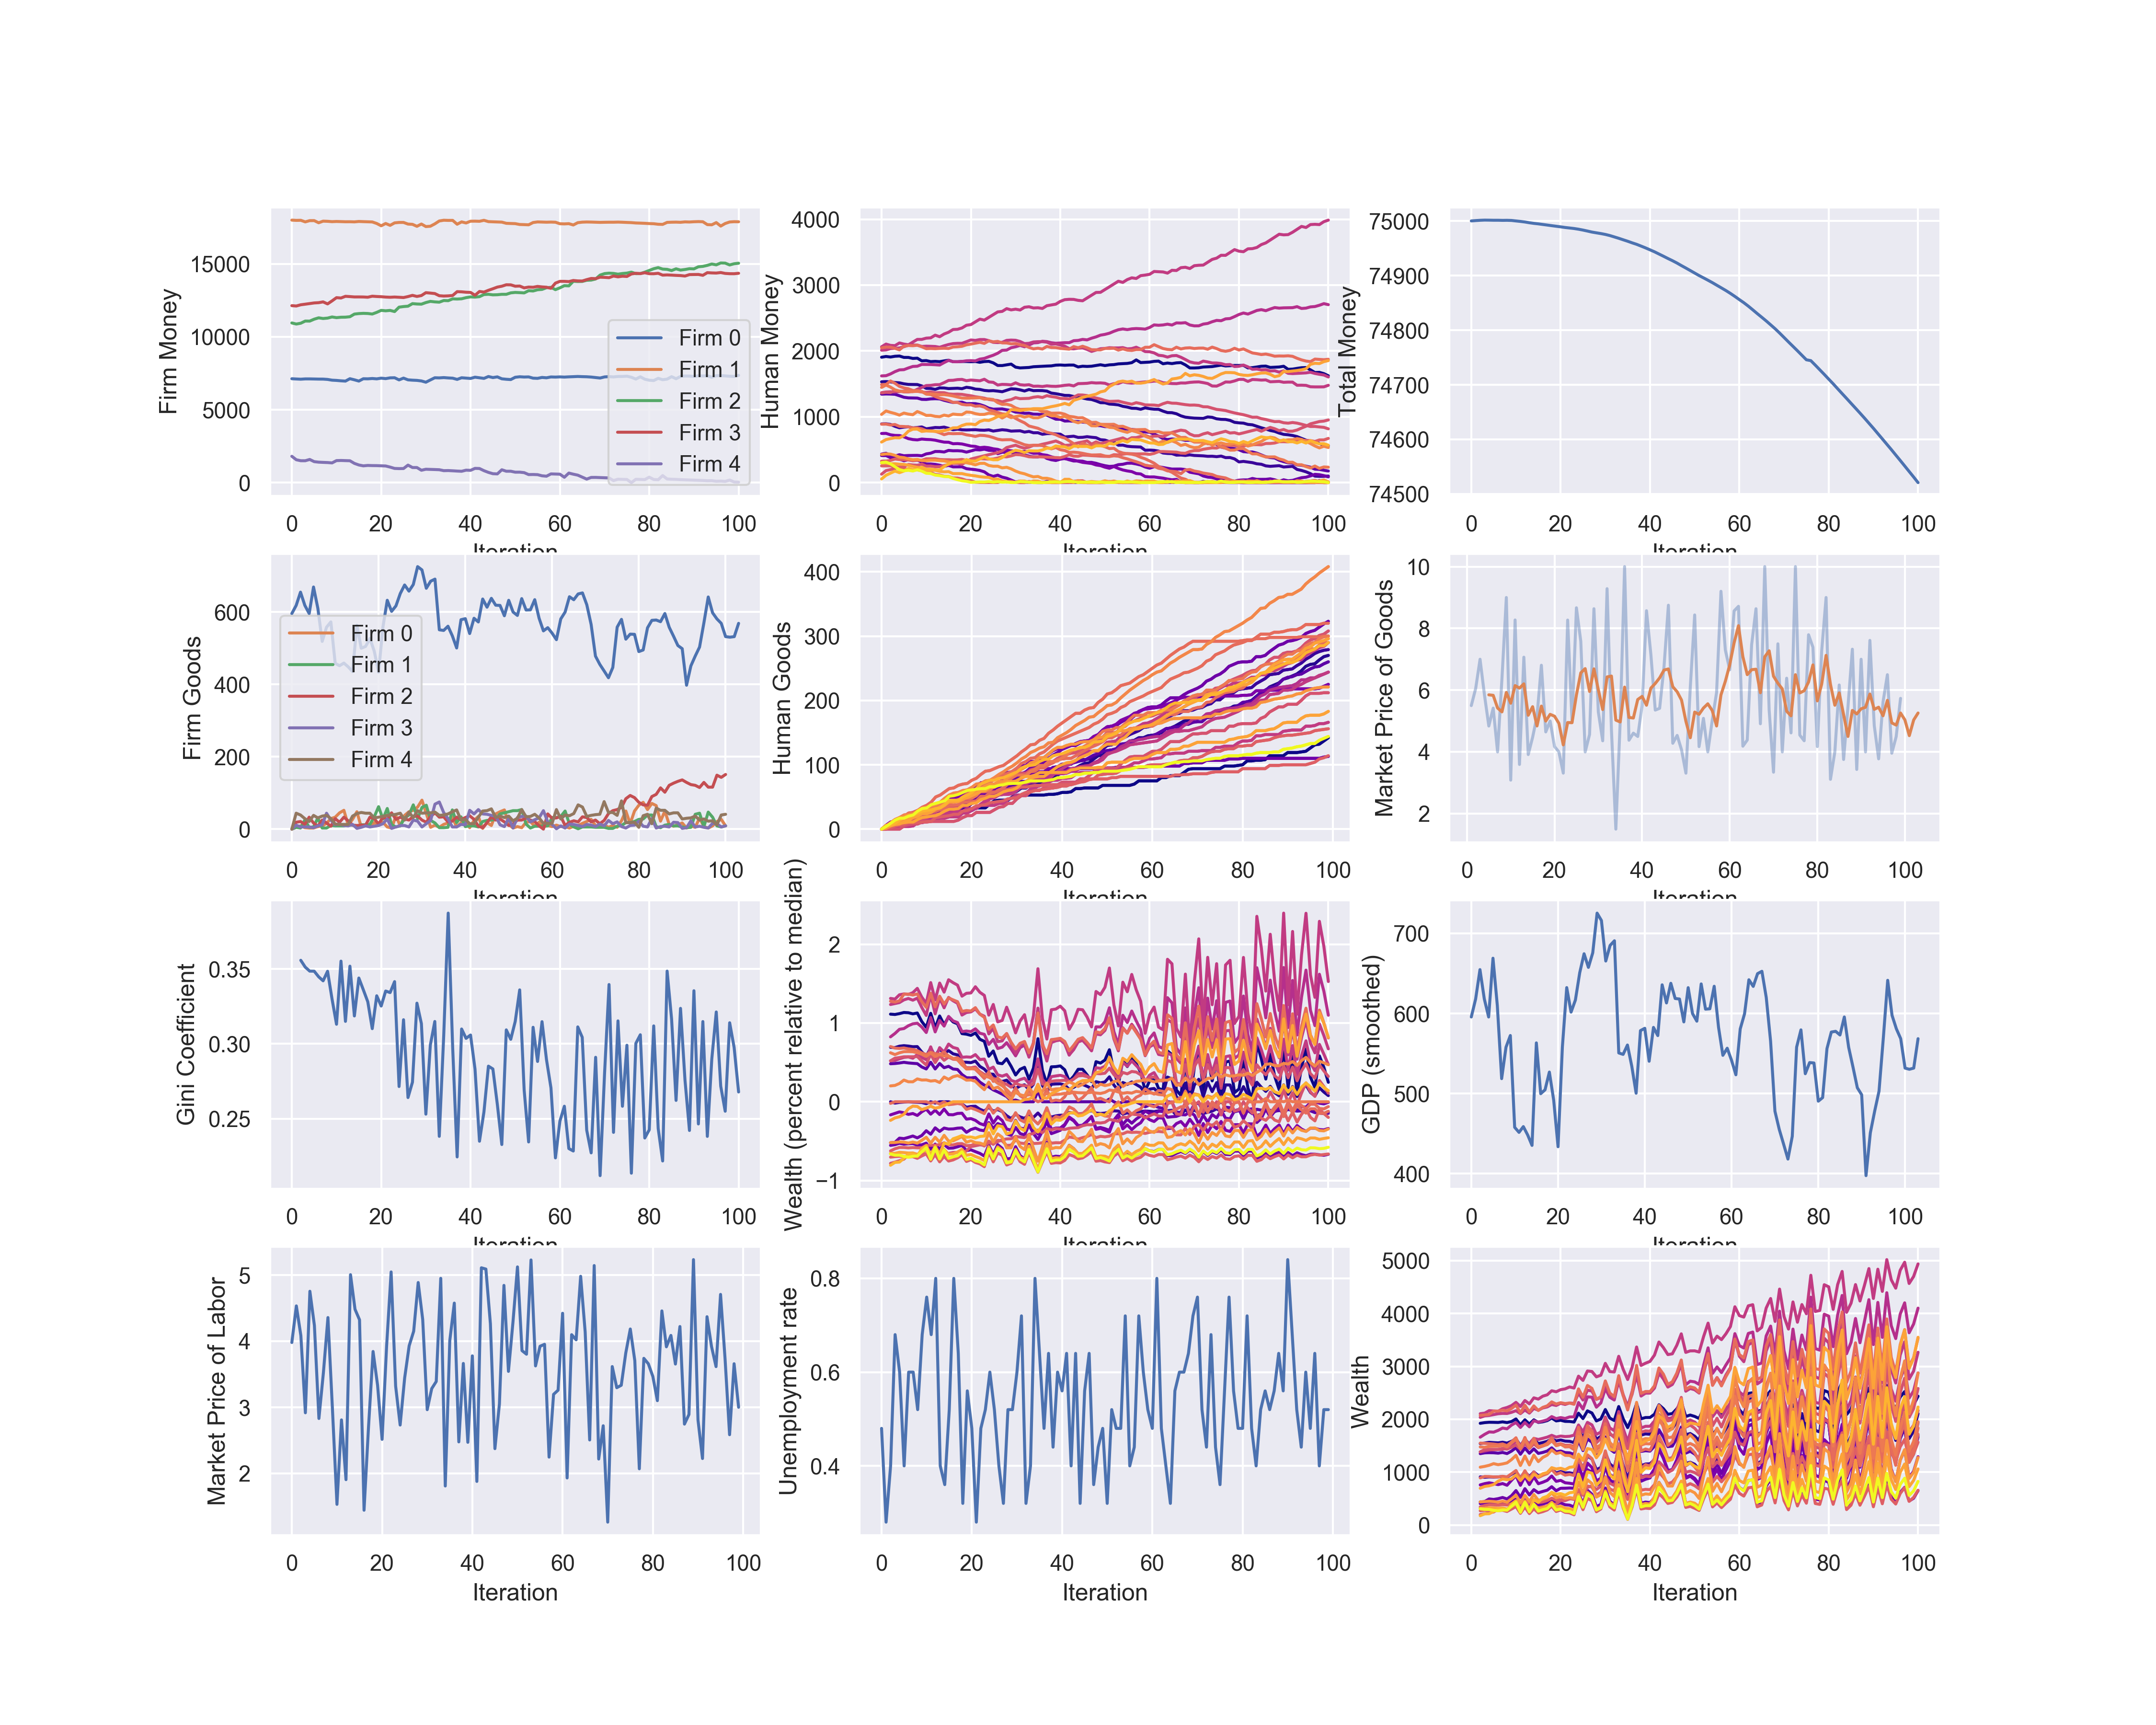 Firm Money
15000
10000
5000
0
Firm 0
Firm 1
Firm 2
Firm 3
Firm 4
0 20 40 60 80 100
Iteration
Human Money
4000
3000
2000
1000
0
0 20 40 60 80 100
Iteration
Total Money
75000
74900
74800
74700
74600
74500
0 20 40 60 80 100
Iteration
Firm Goods
600
400
200
0
Firm 0
Firm 1
Firm 2
Firm 3
Firm 4
0 20 40 60 80 100
Iteration
Human Goods
400
300
200
100
0
0 20 40 60 80 100
Market Price of Goods
10
8
6
4
2
0 20 40 60 80 100
Iteration
Gini Coefficient
0.35
0.30
0.25
0 20 40 60 80 100
Iteration
Wealth (percent relative to median)
2
1
0
−1
0 20 40 60 80 100
Iteration
GDP (smoothed)
700
600
500
400
0 20 40 60 80 100
Market Price of Labor
5
4
3
2
0 20 40 60 80 100
Iteration
Unemployment rate
0.8
0.6
0.4
0 20 40 60 80 100
Iteration
Wealth
5000
4000
3000
2000
1000
0
0 20 40 60 80 100
Iteration